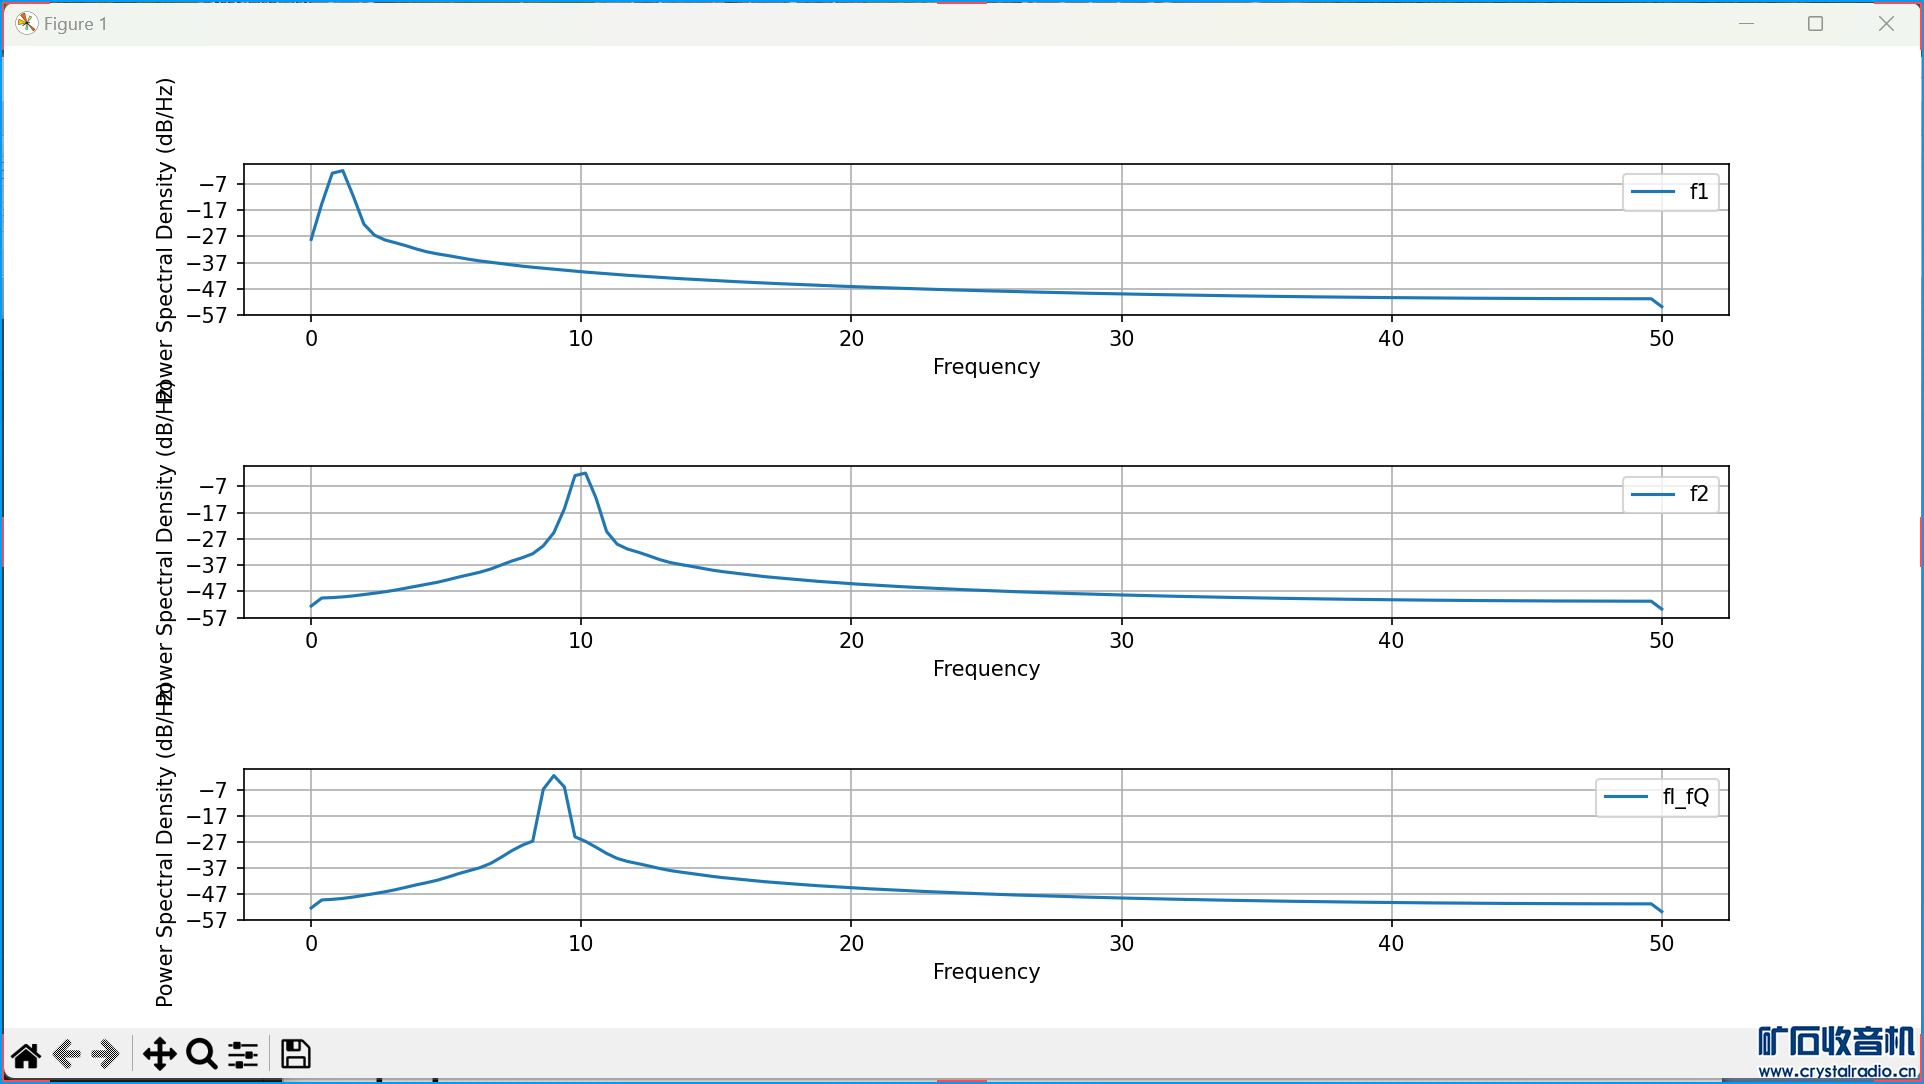 Figure 1
Power Spectral Density (dB/Hz)
−7
−17
−27
−37
−47
−57
f1
0 10 20 30 40 50
Frequency
Power Spectral Density (dB/Hz)
−7
−17
−27
−37
−47
−57
f2
0 10 20 30 40 50
Frequency
Power Spectral Density (dB/Hz)
−7
−17
−27
−37
−47
−57
fI_fQ
0 10 20 30 40 50
Frequency
矿石收音机
www.crystalradio.cn